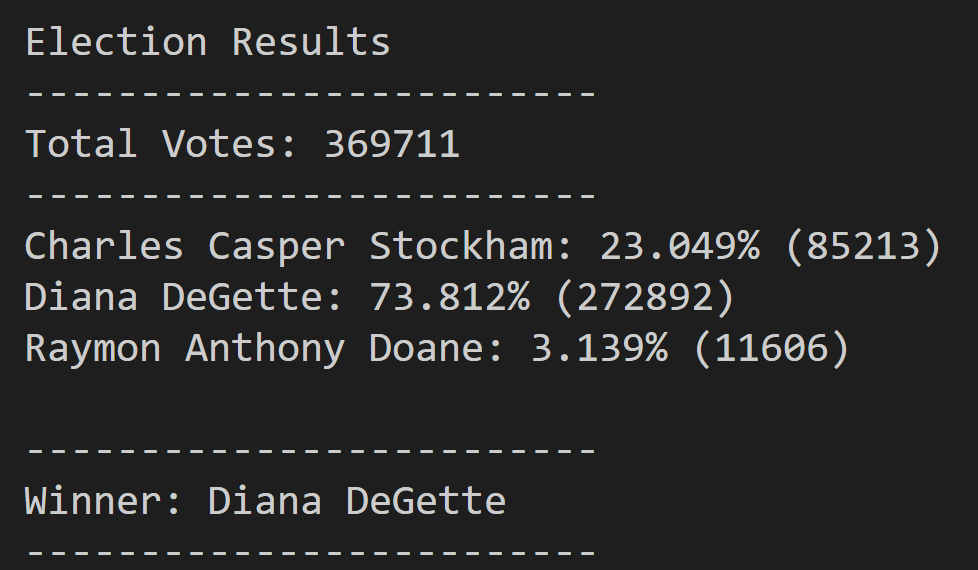 Election Results
-------------------------
Total Votes: 369711
-------------------------
Charles Casper Stockham: 23.049% (85213)
Diana DeGette: 73.812% (272892)
Raymon Anthony Doane: 3.139% (11606)
-------------------------
Winner: Diana DeGette
-------------------------